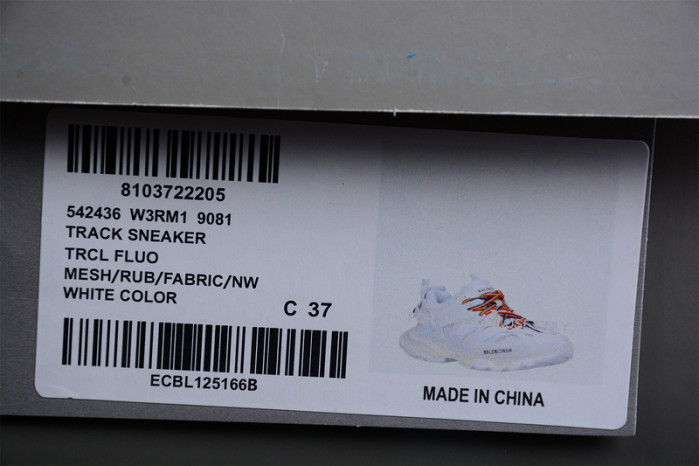 8103722205
542436 W3RM1 9081
TRACK SNEAKER
TRCL FLUO
MESH/RUB/FABRIC/NW
WHITE COLOR
C 37
ECBL125166B
BALENCIAGA
MADE IN CHINA